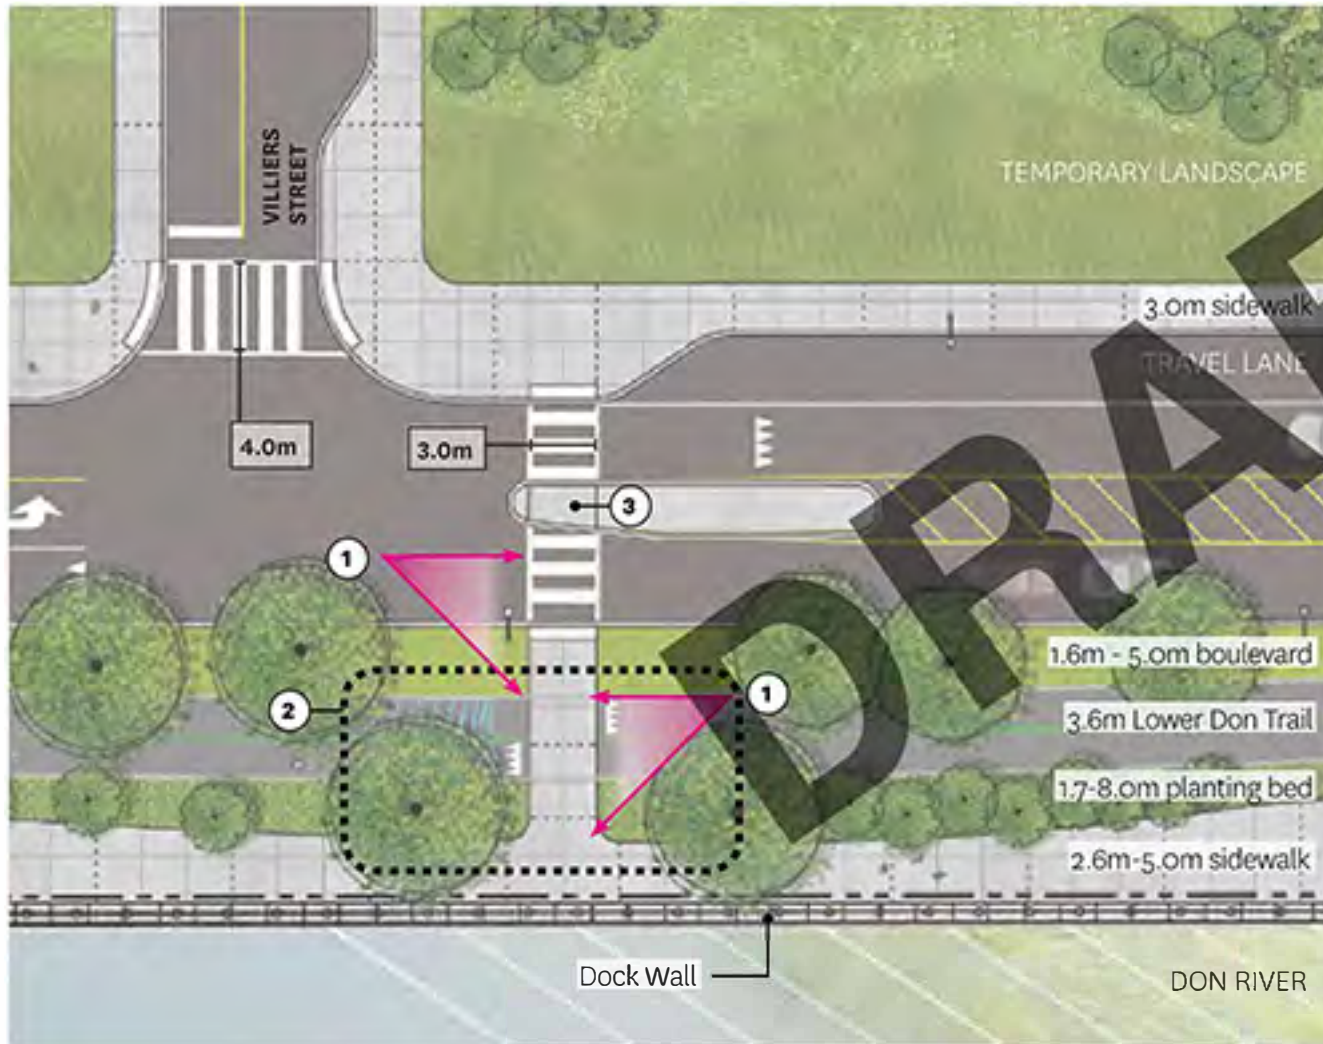 VILLIERS
STREET
TEMPORARY LANDSCAPE
3.0m sidewalk
TRAVEL LANE
4.0m
3.0m
3
1
1.6m - 5.0m boulevard
1
2
3.6m Lower Don Trail
1.7-8.0m planting bed
2.6m-5.0m sidewalk
Dock Wall
DON RIVER
DRAF